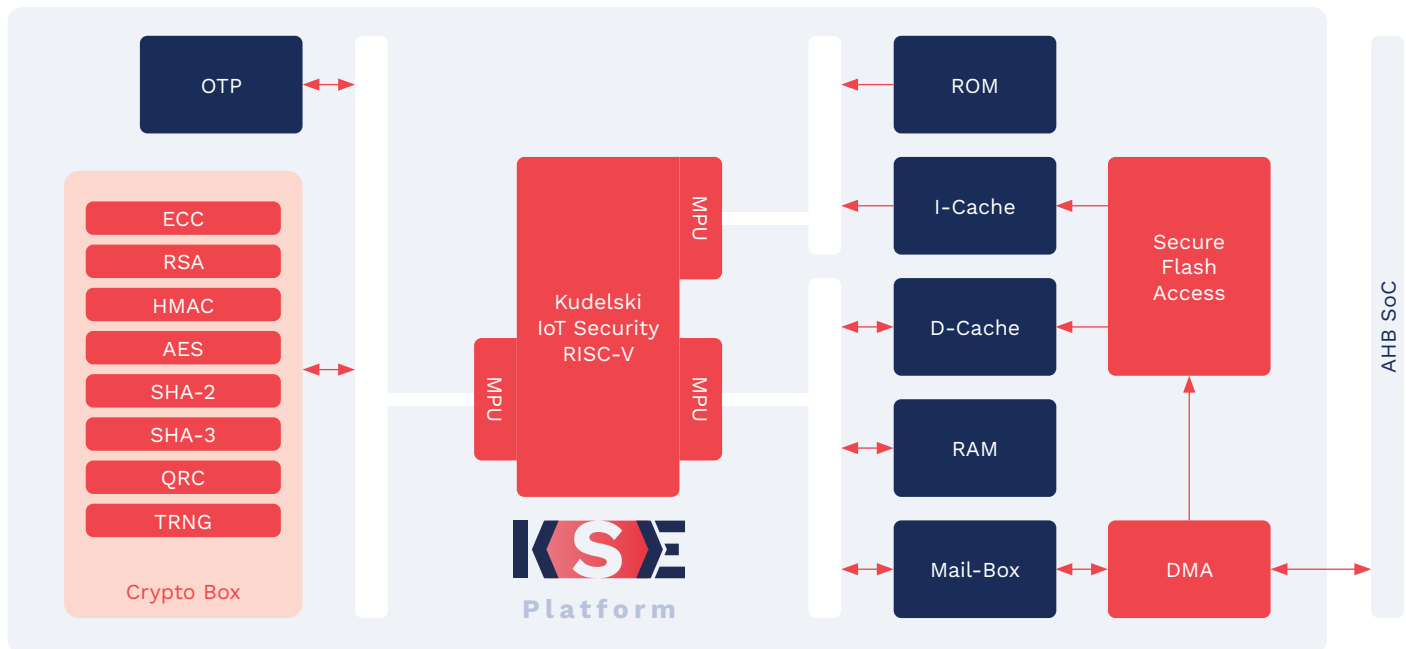 OTP
ECC
RSA
HMAC
AES
SHA-2
SHA-3
QRC
TRNG
Crypto Box
MPU
Kudelski
IoT Security
RISC-V
MPU
MPU
KSE
Platform
ROM
I-Cache
D-Cache
RAM
Mail-Box
Secure
Flash
Access
DMA
AHB SoC